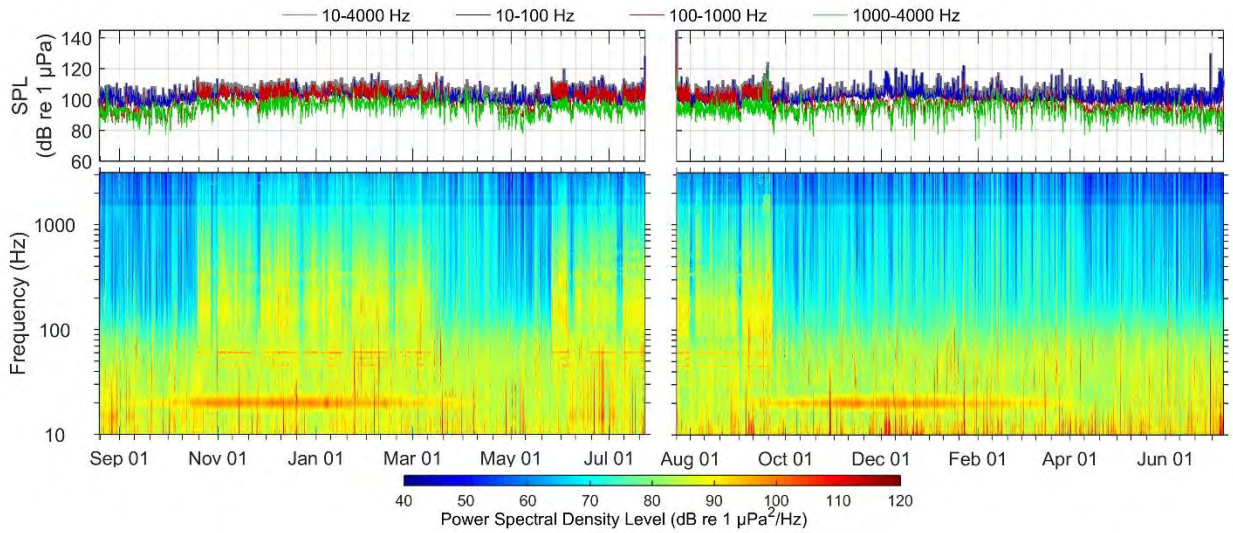 10-4000 Hz 10-100 Hz 100-1000 Hz 1000-4000 Hz
SPL
(dB re 1 µPa)
140
120
100
80
60
Frequency (Hz)
1000
100
10
Sep 01 Nov 01 Jan 01 Mar 01 May 01 Jul 01 Aug 01 Oct 01 Dec 01 Feb 01 Apr 01 Jun 01
40 50 60 70 80 90 100 110 120
Power Spectral Density Level (dB re 1 µPa²/Hz)